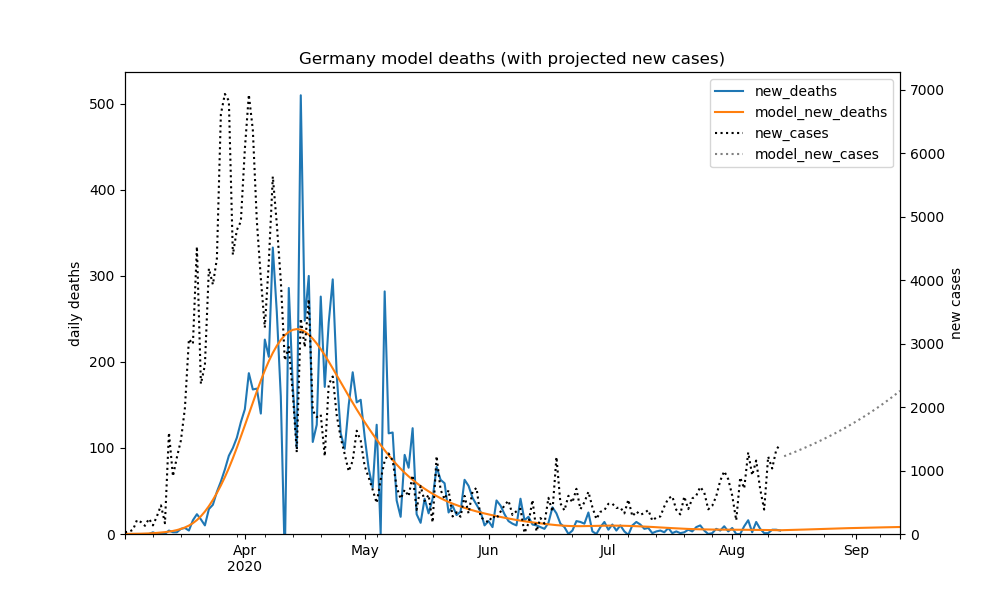 Germany model deaths (with projected new cases)
new_deaths
model_new_deaths
new_cases
model_new_cases
daily deaths
500
400
300
200
100
0
7000
6000
5000
4000
3000
2000
1000
0
new cases
Apr
2020
May
Jun
Jul
Aug
Sep